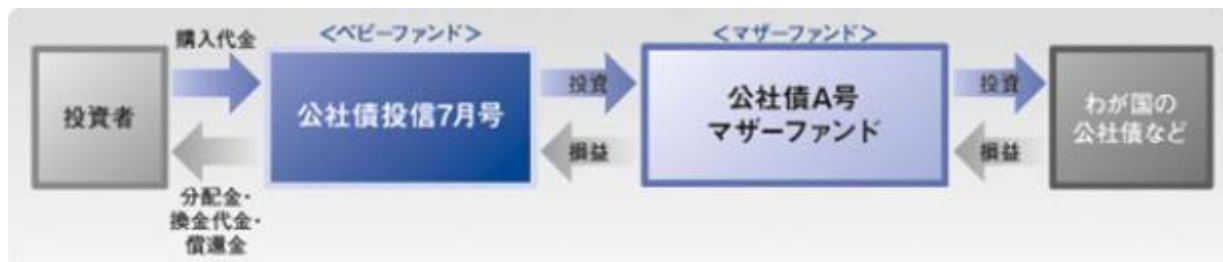 購入代金
<ベビーファンド>
<マザーファンド>
投資者
公社債投信7月号
投資
損益
公社債A号
マザーファンド
投資
損益
わが国の
公社債など
分配金・
換金代金・
償還金